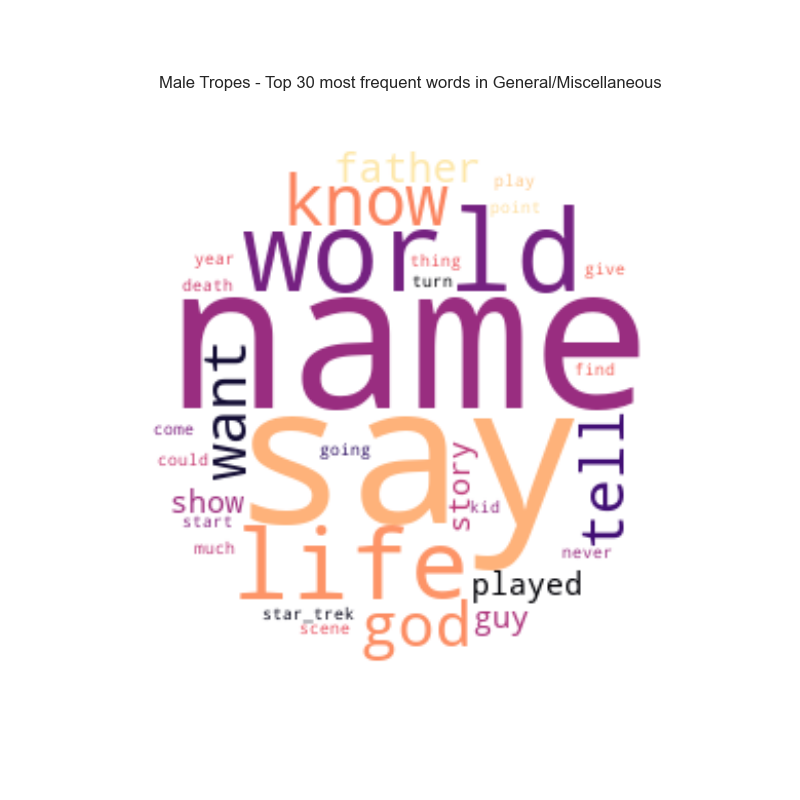 Male Tropes - Top 30 most frequent words in General/Miscellaneous
father
play
know
point
world
year
thing
give
death
turn
name
want
find
say
tell
come
going
could
story
show
kid
start
much
never
life
played
star_trek
god
guy
scene